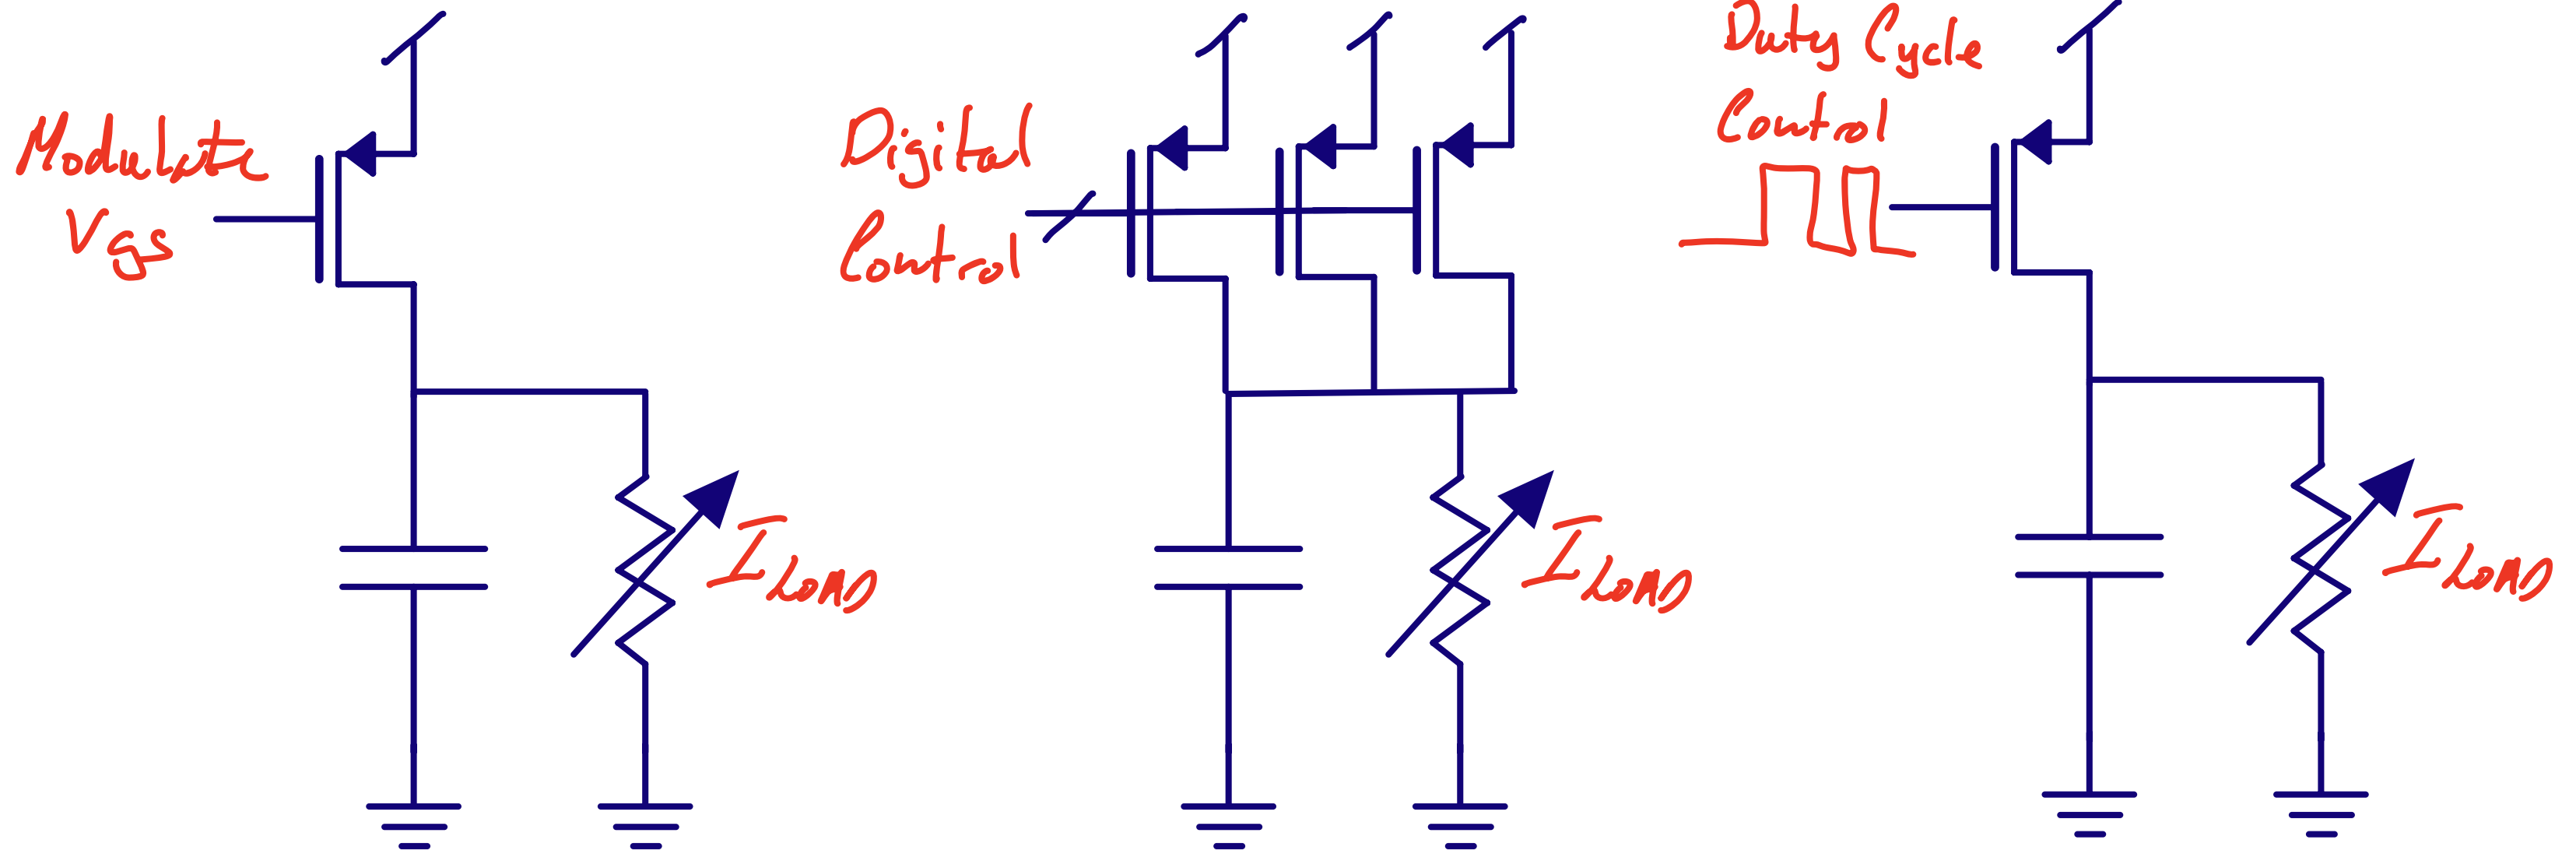 Modulate
Vgs
ILOAD
Digital
Control
ILOAD
Duty Cycle
Control
ILOAD